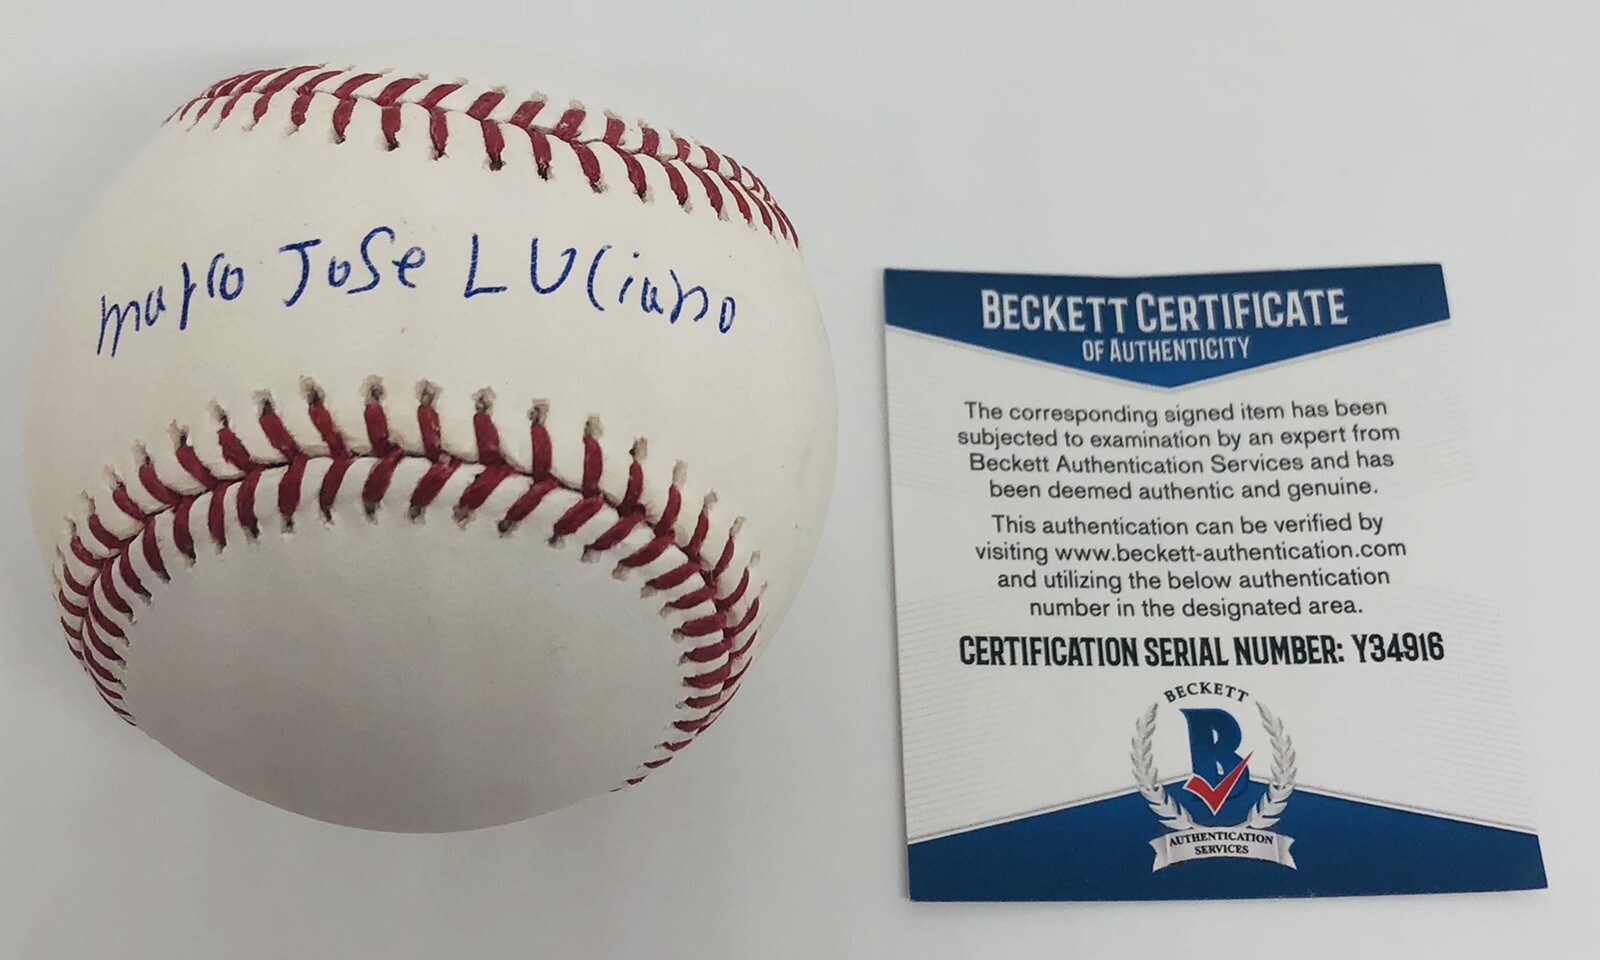 Marco Jose LUciano
BECKETT CERTIFICATE
OF AUTHENTICITY
The corresponding signed item has been
subjected to examination by an expert from
Beckett Authentication Services and has
been deemed authentic and genuine.
This authentication can be verified by
visiting www.beckett-authentication.com
and utilizing the below authentication
number in the designated area.
CERTIFICATION SERIAL NUMBER: Y34916
BECKETT
B
AUTHENTICATION
SERVICES